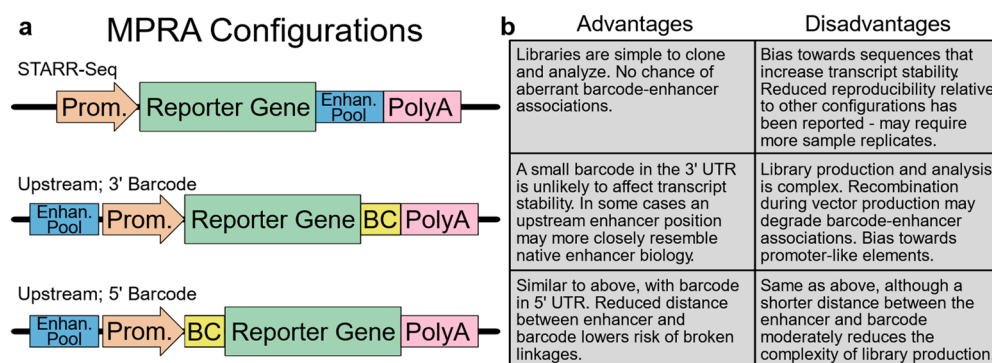 a
MPRA Configurations
STARR-Seq
Prom.
Reporter Gene
Enhan.
Pool
PolyA
Upstream; 3' Barcode
Enhan.
Pool
Prom.
Reporter Gene
BC
PolyA
Upstream; 5' Barcode
Enhan.
Pool
Prom.
BC
Reporter Gene
PolyA
b
Advantages
Disadvantages
Libraries are simple to clone
and analyze. No chance of
aberrant barcode-enhancer
associations.
Bias towards sequences that
increase transcript stability.
Reduced reproducibility relative
to other configurations has
been reported - may require
more sample replicates.
A small barcode in the 3' UTR
is unlikely to affect transcript
stability. In some cases an
upstream enhancer position
may more closely resemble
native enhancer biology.
Library production and analysis
is complex. Recombination
during vector production may
degrade barcode-enhancer
associations. Bias towards
promoter-like elements.
Similar to above, with barcode
in 5' UTR. Reduced distance
between enhancer and
barcode lowers risk of broken
linkages.
Same as above, although a
shorter distance between the
enhancer and barcode
moderately reduces the
complexity of library production